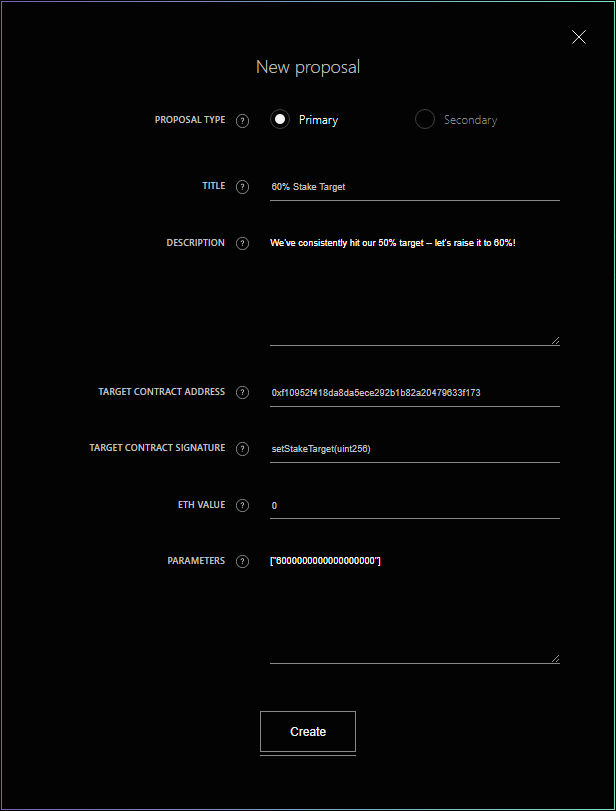 New proposal
PROPOSAL TYPE ? Primary Secondary
TITLE ? 60% Stake Target
DESCRIPTION ? We've consistently hit our 50% target -- let's raise it to 60%!
TARGET CONTRACT ADDRESS ? 0xf10952f418da8da5ece292b1b82a20479633f173
TARGET CONTRACT SIGNATURE ? setStakeTarget(uint256)
ETH VALUE ? 0
PARAMETERS ? ["6000000000000000000"]
Create